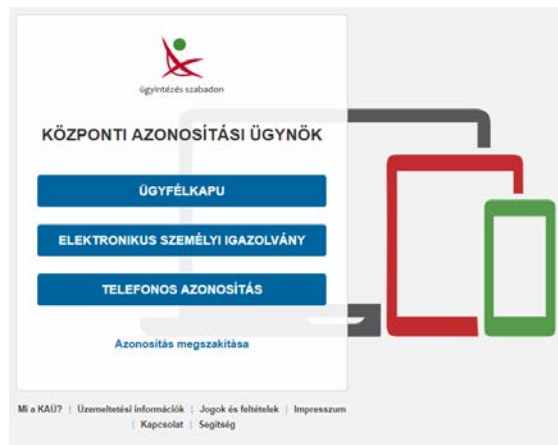 ügyintézés szabadon
KÖZPONTI AZONOSÍTÁSI ÜGYNÖK
ÜGYFÉLKAPU
ELEKTRONIKUS SZEMÉLYI IGAZOLVÁNY
TELEFONOS AZONOSÍTÁS
Azonosítás megszakítása
Mi a KAÜ? | Üzemeltetési információk | Jogok és feltételek | Impresszum
| Kapcsolat | Segítség